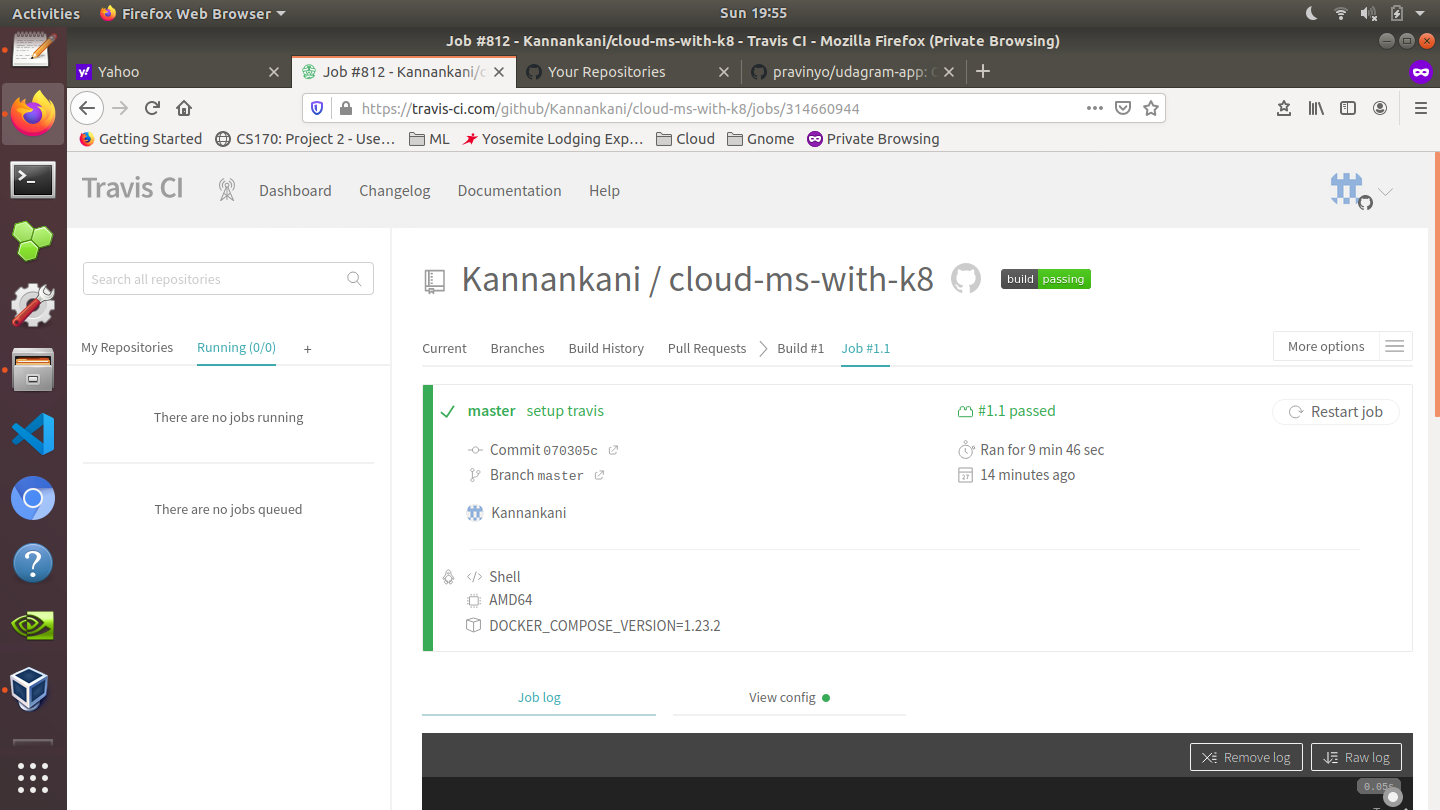 Activities Firefox Web Browser Sun 19:55
Job #812 - Kannankani/cloud-ms-with-k8 - Travis CI - Mozilla Firefox (Private Browsing)
Yahoo Job #812 - Kannankani/c Your Repositories pravinyo/udagram-app:
https://travis-ci.com/github/Kannankani/cloud-ms-with-k8/jobs/314660944
Getting Started CS170: Project 2 - Use… ML Yosemite Lodging Exp… Cloud Gnome Private Browsing
Travis CI Dashboard Changelog Documentation Help
Search all repositories
Kannankani / cloud-ms-with-k8 build passing
My Repositories Running (0/0) +
Current Branches Build History Pull Requests Build #1 Job #1.1 More options
There are no jobs running
There are no jobs queued
master setup travis #1.1 passed Restart job
Commit 070305c Ran for 9 min 46 sec
Branch master 14 minutes ago
Kannankani
Shell
AMD64
DOCKER_COMPOSE_VERSION=1.23.2
Job log View config
Remove log Raw log
0.05s